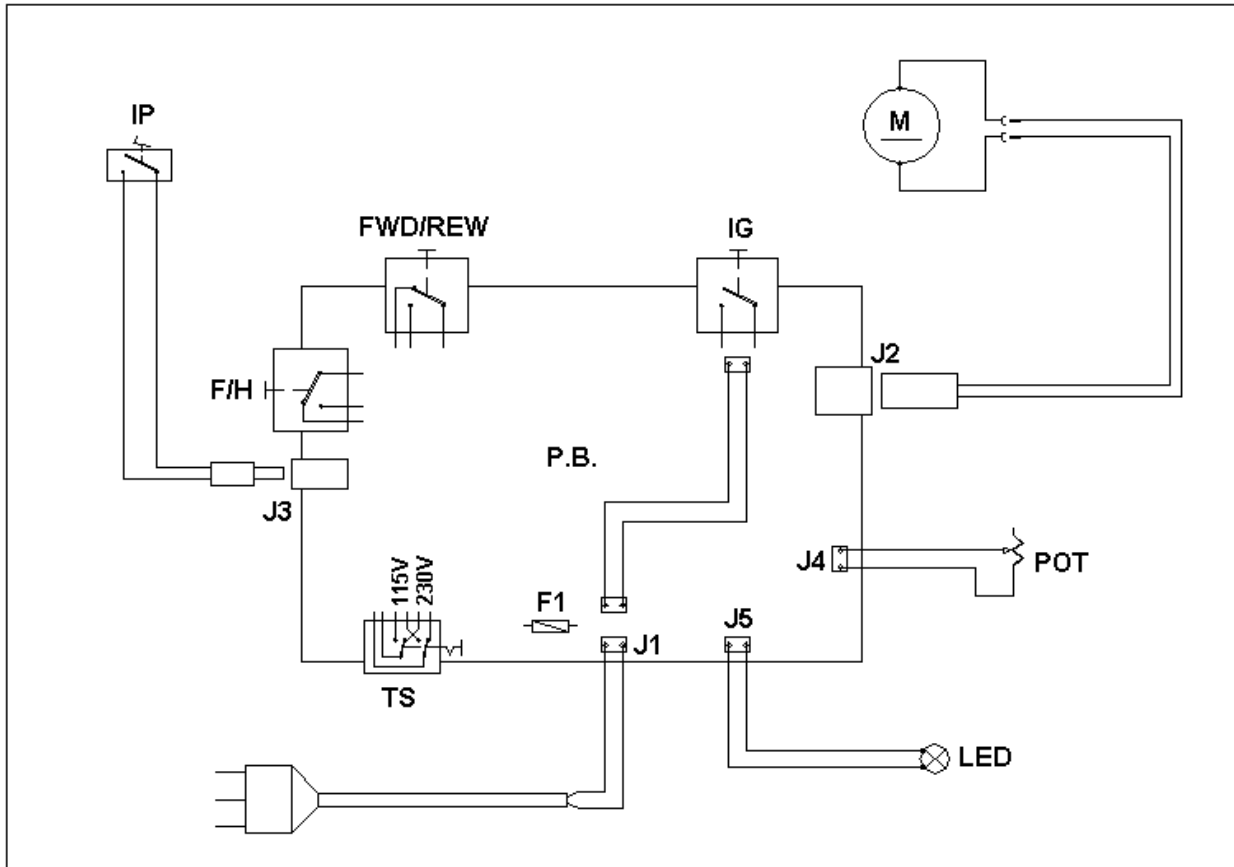 IP
M
FWD/REW
IG
J2
F/H
P.B.
J3
115V
230V
F1
J4
POT
J5
J1
TS
LED